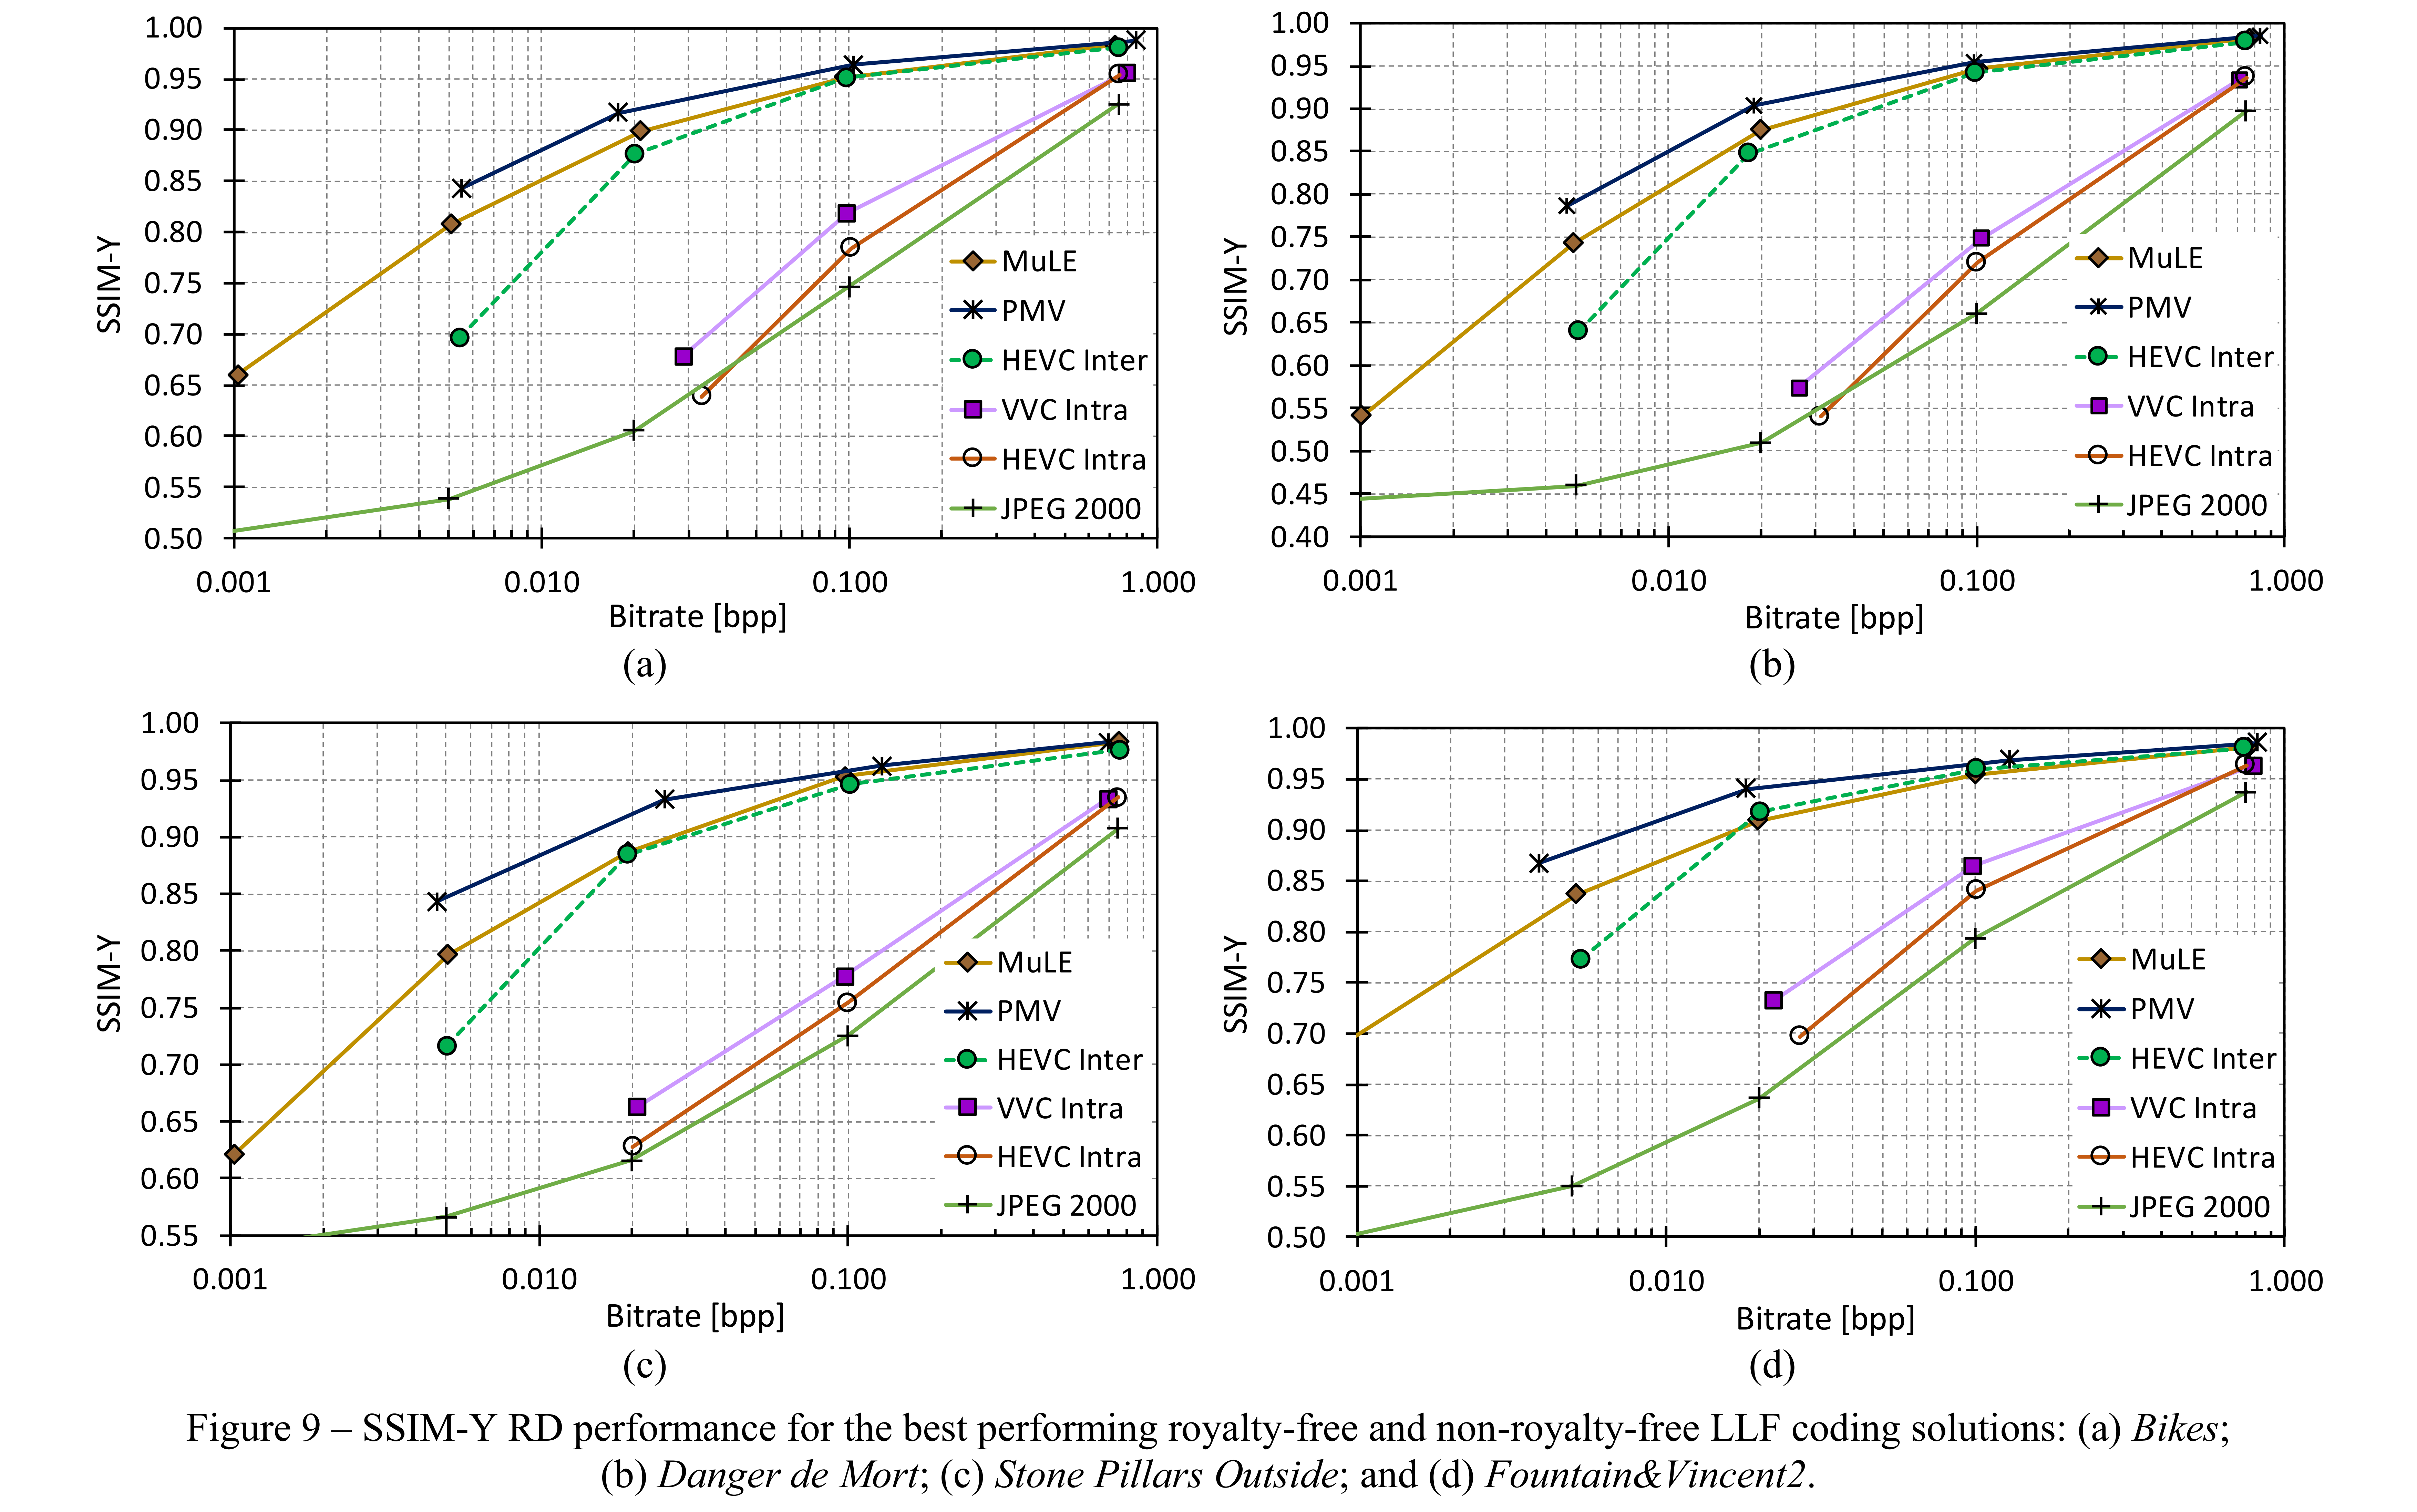 1.00
0.95
0.90
0.85
0.80
0.75
0.70
0.65
0.60
0.55
0.50
SSIM-Y
0.001
0.010
0.100
1.000
Bitrate [bpp]
MuLE
PMV
HEVC Inter
VVC Intra
HEVC Intra
JPEG 2000
(a)
1.00
0.95
0.90
0.85
0.80
0.75
0.70
0.65
0.60
0.55
0.50
0.45
0.40
SSIM-Y
0.001
0.010
0.100
1.000
Bitrate [bpp]
MuLE
PMV
HEVC Inter
VVC Intra
HEVC Intra
JPEG 2000
(b)
1.00
0.95
0.90
0.85
0.80
0.75
0.70
0.65
0.60
0.55
SSIM-Y
0.001
0.010
0.100
1.000
Bitrate [bpp]
MuLE
PMV
HEVC Inter
VVC Intra
HEVC Intra
JPEG 2000
(c)
1.00
0.95
0.90
0.85
0.80
0.75
0.70
0.65
0.60
0.55
0.50
SSIM-Y
0.001
0.010
0.100
1.000
Bitrate [bpp]
MuLE
PMV
HEVC Inter
VVC Intra
HEVC Intra
JPEG 2000
(d)
Figure 9 – SSIM-Y RD performance for the best performing royalty-free and non-royalty-free LLF coding solutions: (a) Bikes;
(b) Danger de Mort; (c) Stone Pillars Outside; and (d) Fountain&Vincent2.